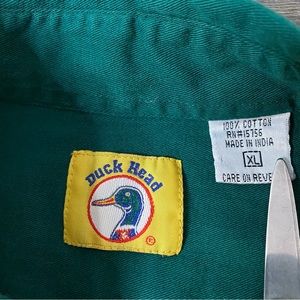 Duck Head
®
100% COTTON
RN#15756
MADE IN INDIA
XL
CARE ON REVE